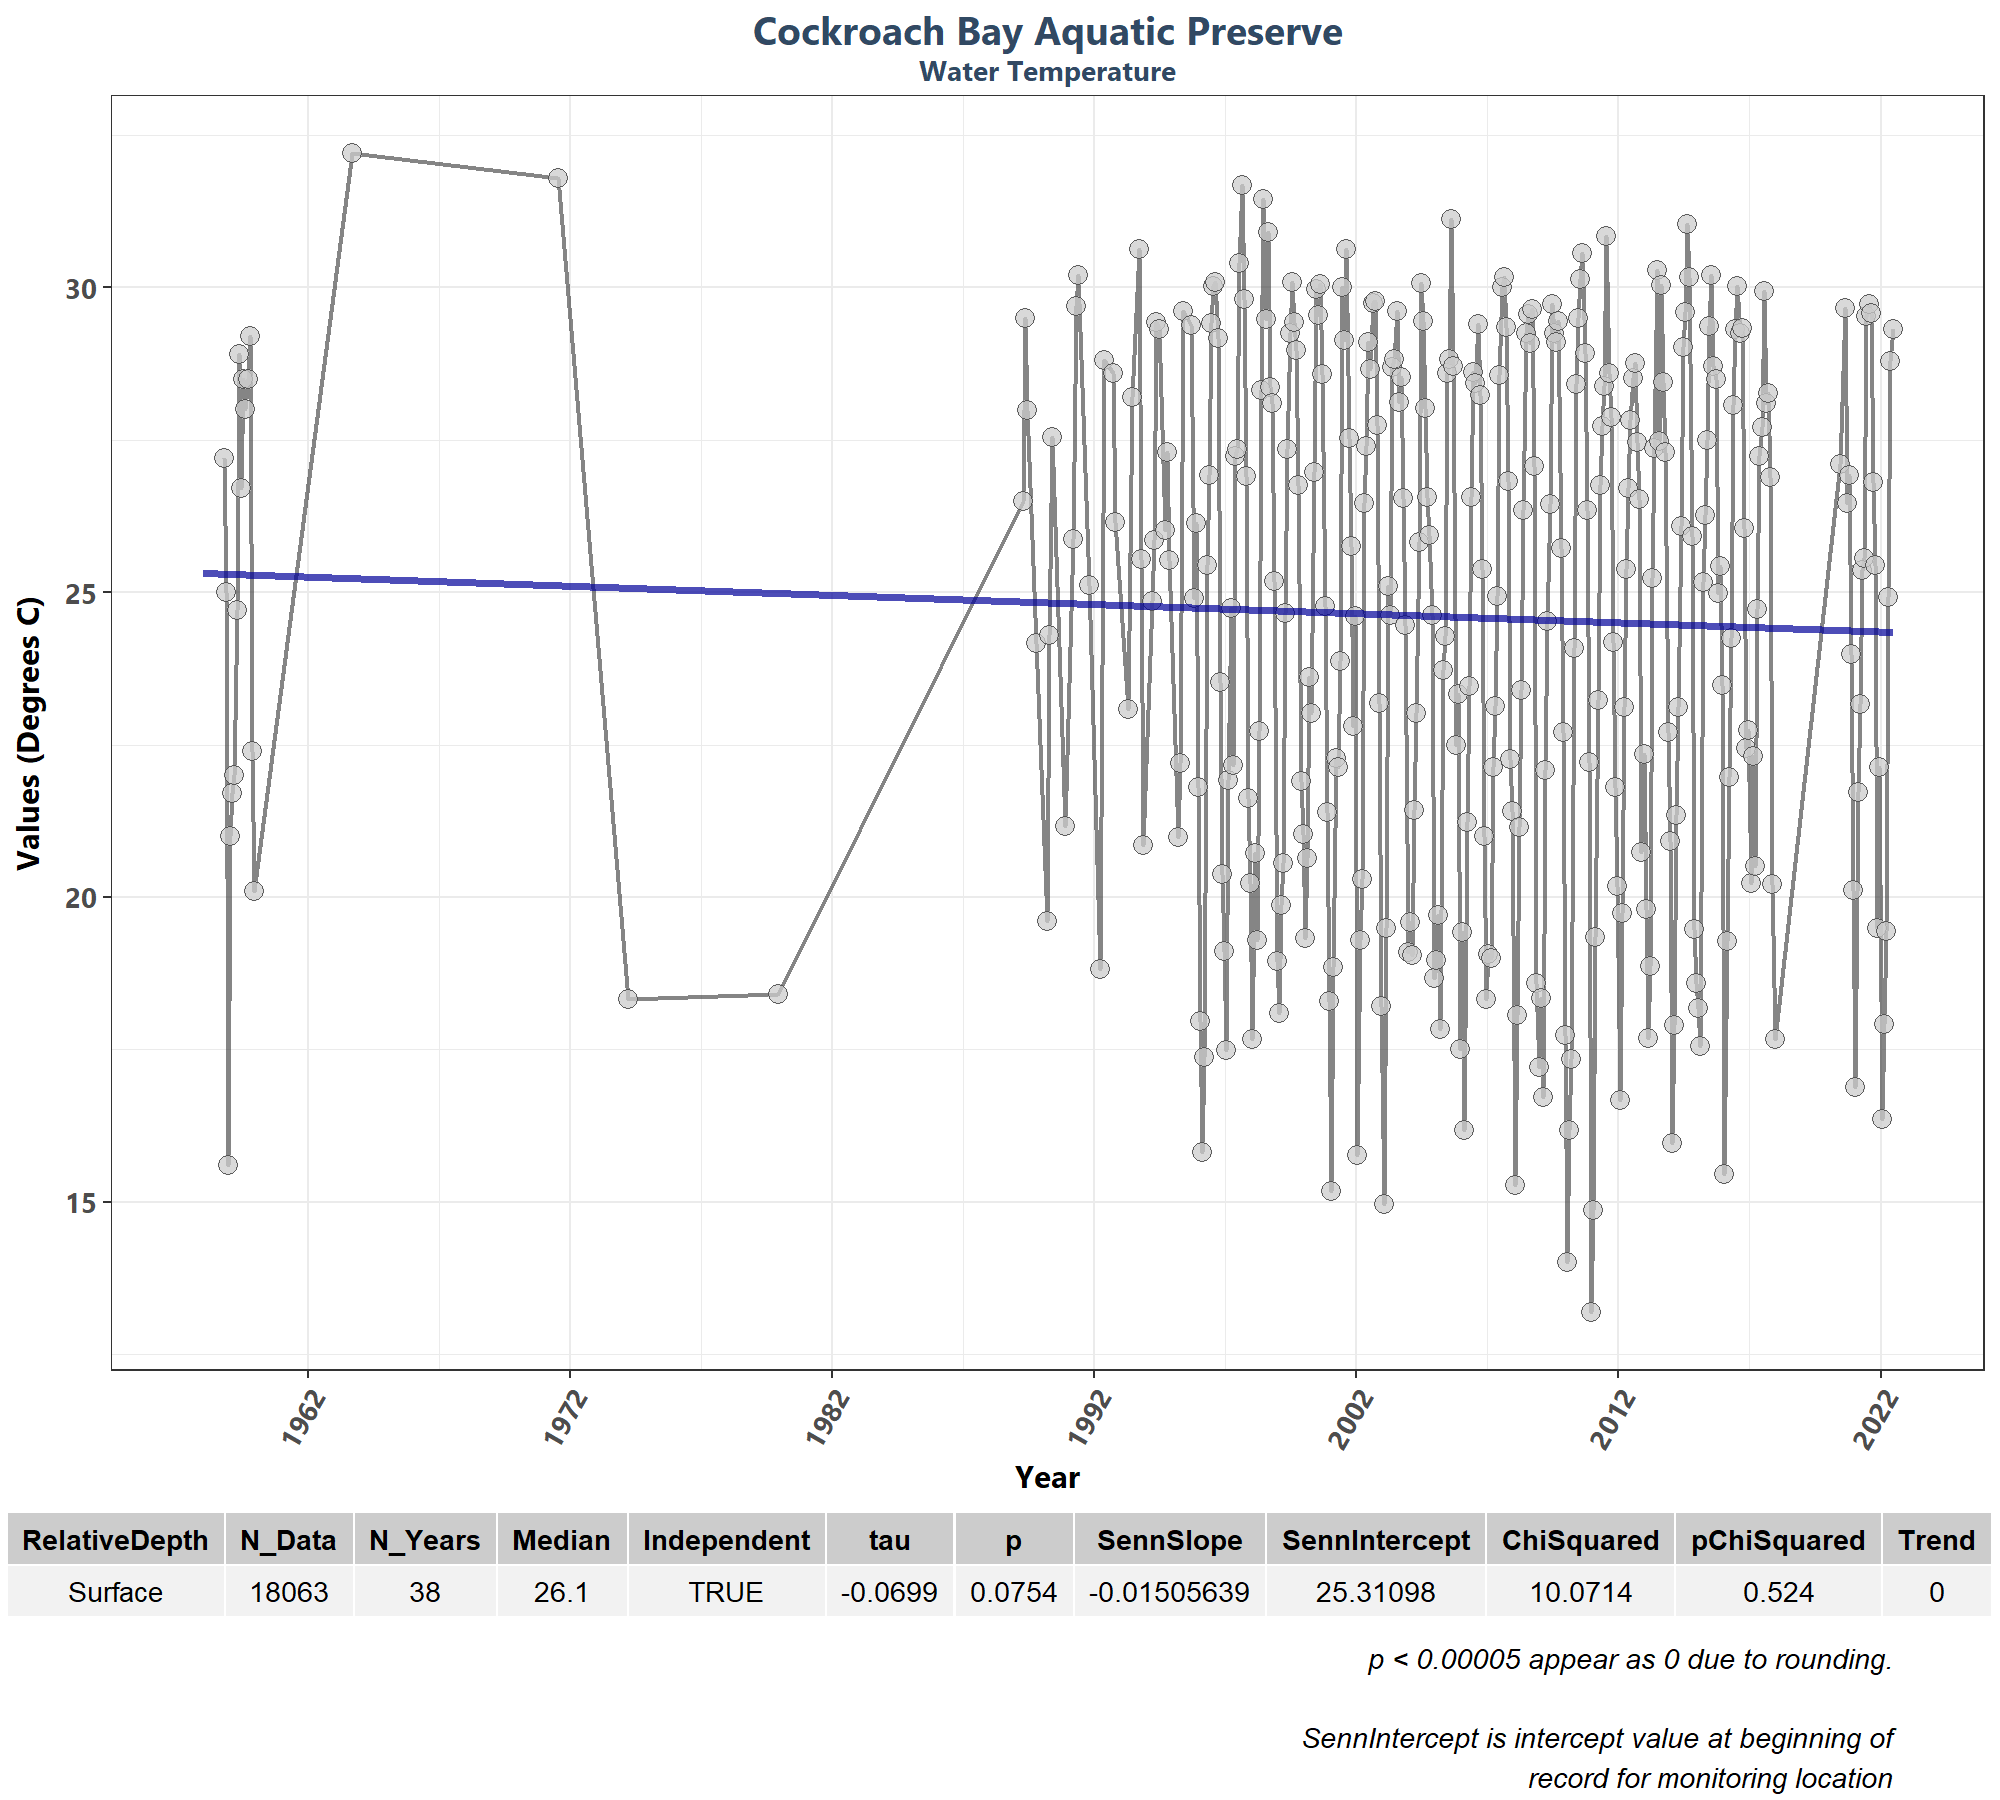 Cockroach Bay Aquatic Preserve
Water Temperature
Values (Degrees C)
30
25
20
15
1962
1972
1982
1992
2002
2012
2022
Year
RelativeDepth N_Data N_Years Median Independent tau p SennSlope SennIntercept ChiSquared pChiSquared Trend
Surface 18063 38 26.1 TRUE -0.0699 0.0754 -0.01505639 25.31098 10.0714 0.524 0
p < 0.00005 appear as 0 due to rounding.
SennIntercept is intercept value at beginning of
record for monitoring location